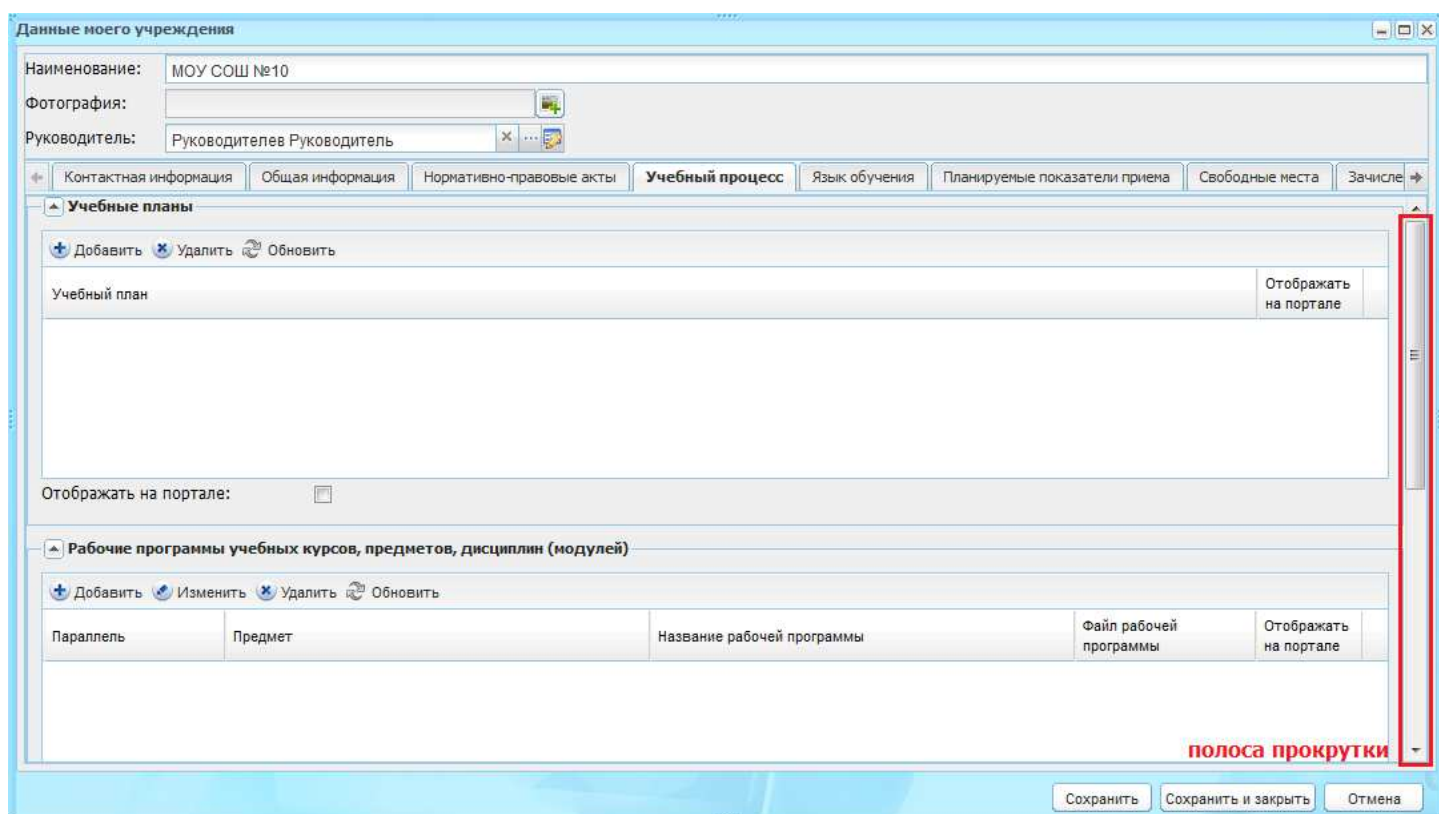 Данные моего учреждения
Наименование: МОУ СОШ №10
Фотография:
Руководитель: Руководителев Руководитель
Контактная информация Общая информация Нормативно-правовые акты Учебный процесс Язык обучения Планируемые показатели приема Свободные места Зачисле
Учебные планы
Добавить Удалить Обновить
Учебный план Отображать на портале
Отображать на портале:
Рабочие программы учебных курсов, предметов, дисциплин (модулей)
Добавить Изменить Удалить Обновить
Параллель Предмет Название рабочей программы Файл рабочей программы Отображать на портале
полоса прокрутки
Сохранить Сохранить и закрыть Отмена